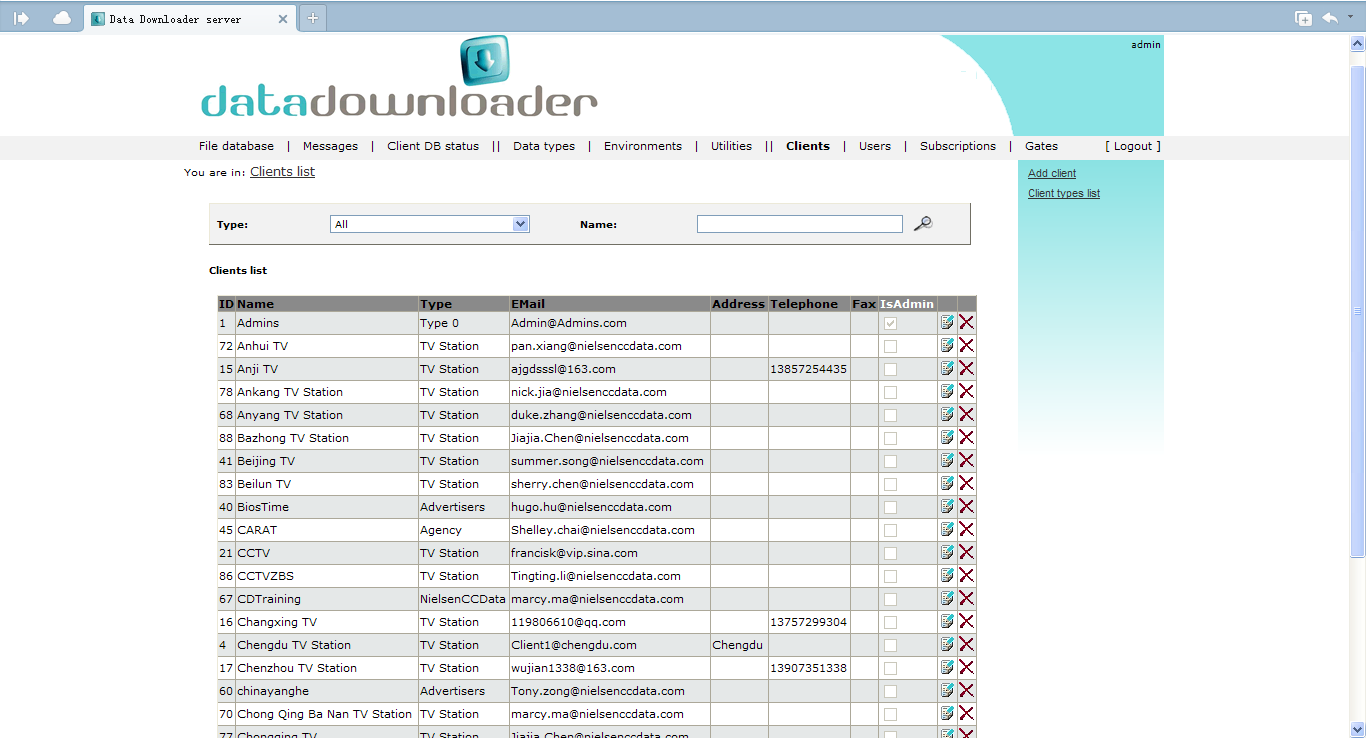 Data Downloader server
admin
datadownloader
File database | Messages | Client DB status || Data types | Environments | Utilities || Clients | Users | Subscriptions | Gates [ Logout ]
You are in: Clients list
Add client
Client types list
Type: All Name:
Clients list
ID Name Type EMail Address Telephone Fax IsAdmin
1 Admins Type 0 Admin@Admins.com
72 Anhui TV TV Station pan.xiang@nielsenccdata.com
15 Anji TV TV Station ajgdsssl@163.com 13857254435
78 Ankang TV Station TV Station nick.jia@nielsenccdata.com
68 Anyang TV Station TV Station duke.zhang@nielsenccdata.com
88 Bazhong TV Station TV Station Jiajia.Chen@nielsenccdata.com
41 Beijing TV TV Station summer.song@nielsenccdata.com
83 Beilun TV TV Station sherry.chen@nielsenccdata.com
40 BiosTime Advertisers hugo.hu@nielsenccdata.com
45 CARAT Agency Shelley.chai@nielsenccdata.com
21 CCTV TV Station francisk@vip.sina.com
86 CCTVZBS TV Station Tingting.li@nielsenccdata.com
67 CDTraining NielsenCCData marcy.ma@nielsenccdata.com
16 Changxing TV TV Station 119806610@qq.com 13757299304
4 Chengdu TV Station TV Station Client1@chengdu.com Chengdu
17 Chenzhou TV Station TV Station wujian1338@163.com 13907351338
60 chinayanghe Advertisers Tony.zong@nielsenccdata.com
70 Chong Qing Ba Nan TV Station TV Station marcy.ma@nielsenccdata.com
77 Chongqing TV TV Station Jiajia.Chen@nielsenccdata.com